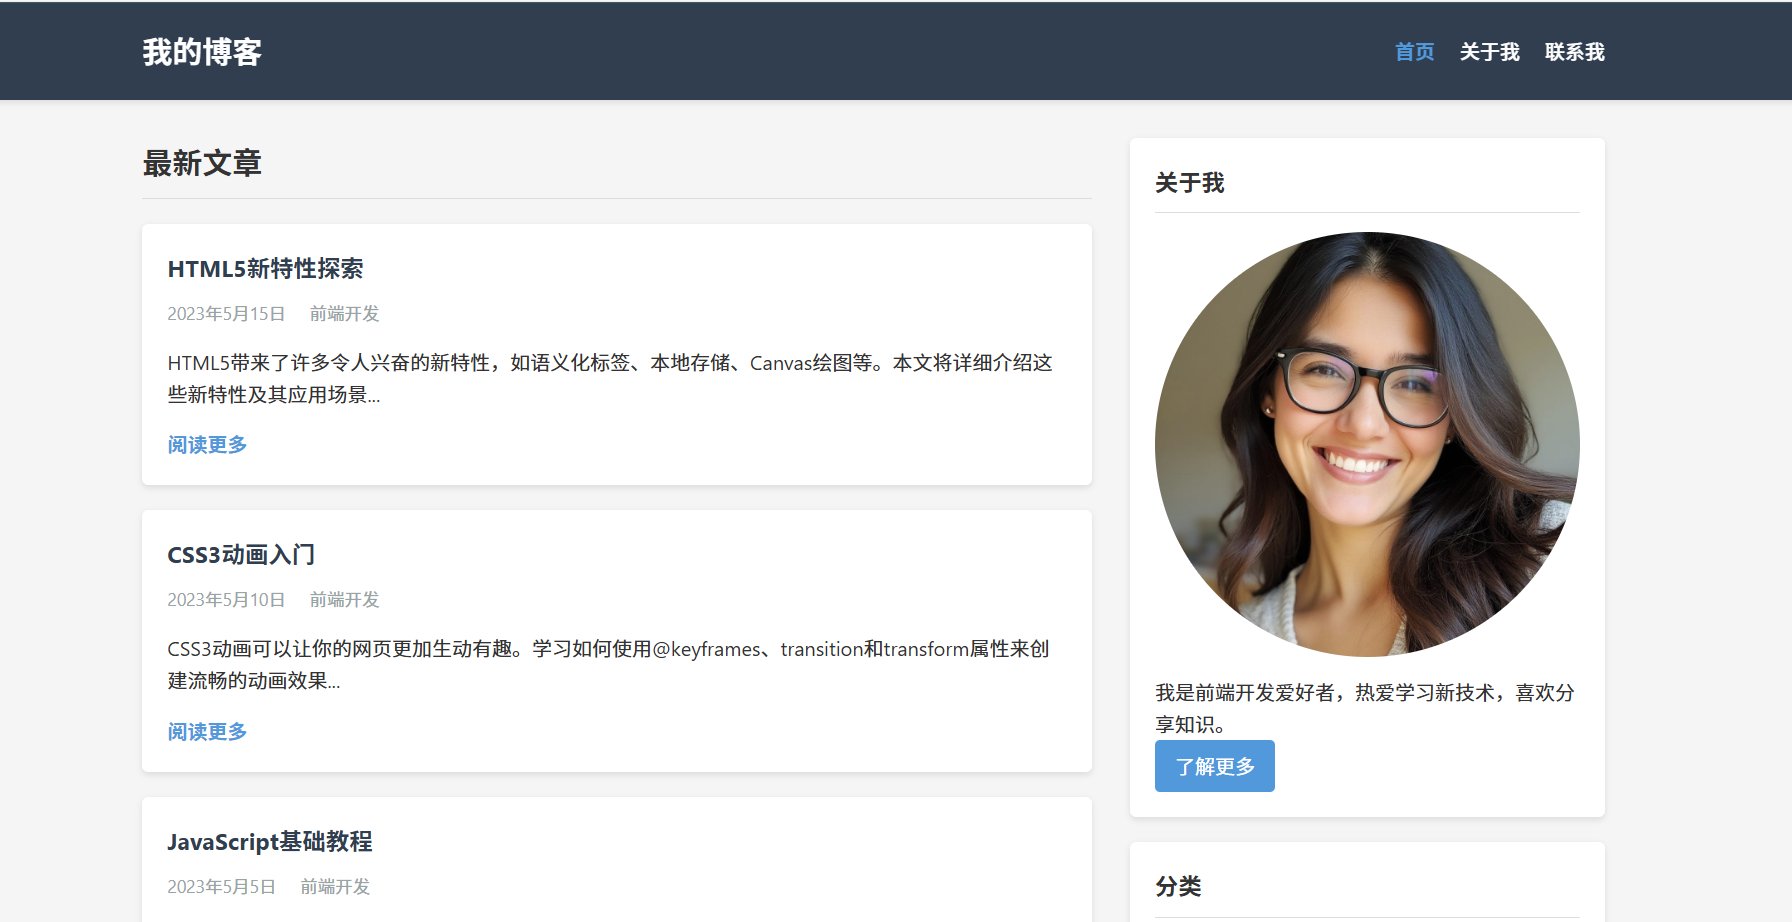 我的博客
首页 关于我 联系我
最新文章
HTML5新特性探索
2023年5月15日 前端开发
HTML5带来了许多令人兴奋的新特性，如语义化标签、本地存储、Canvas绘图等。本文将详细介绍这
些新特性及其应用场景...
阅读更多
CSS3动画入门
2023年5月10日 前端开发
CSS3动画可以让你的网页更加生动有趣。学习如何使用@keyframes、transition和transform属性来创
建流畅的动画效果...
阅读更多
JavaScript基础教程
2023年5月5日 前端开发
关于我
我是前端开发爱好者，热爱学习新技术，喜欢分
享知识。
了解更多
分类